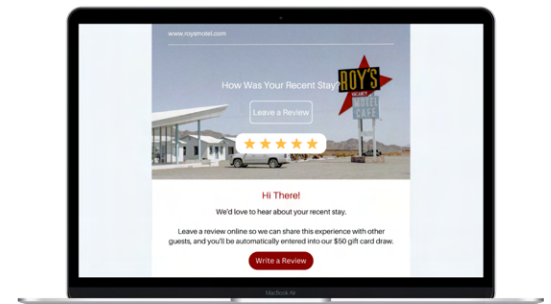 www.roysmotel.com
How Was Your Recent Stay?
ROY'S
VACANCY
MOTEL
CAFE
Leave a Review
Hi There!
We'd love to hear about your recent stay.
Leave a review online so we can share this experience with other
guests, and you'll be automatically entered into our $50 gift card draw.
Write a Review
MacBook Air